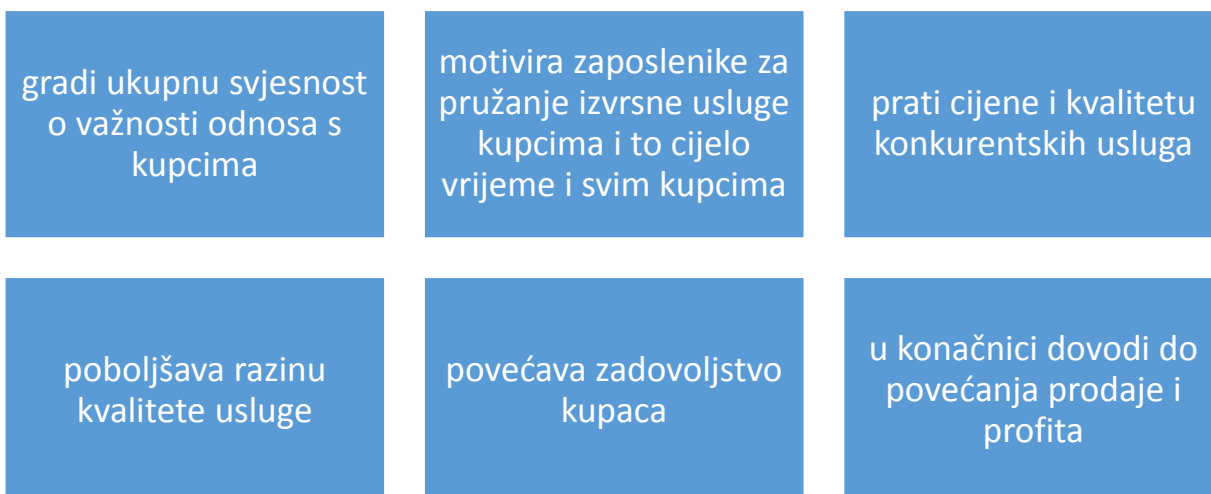 gradi ukupnu svjesnost
o važnosti odnosa s
kupcima
motivira zaposlenike za
pružanje izvrsne usluge
kupcima i to cijelo
vrijeme i svim kupcima
prati cijene i kvalitetu
konkurentskih usluga
poboljšava razinu
kvalitete usluge
povećava zadovoljstvo
kupaca
u konačnici dovodi do
povećanja prodaje i
profita